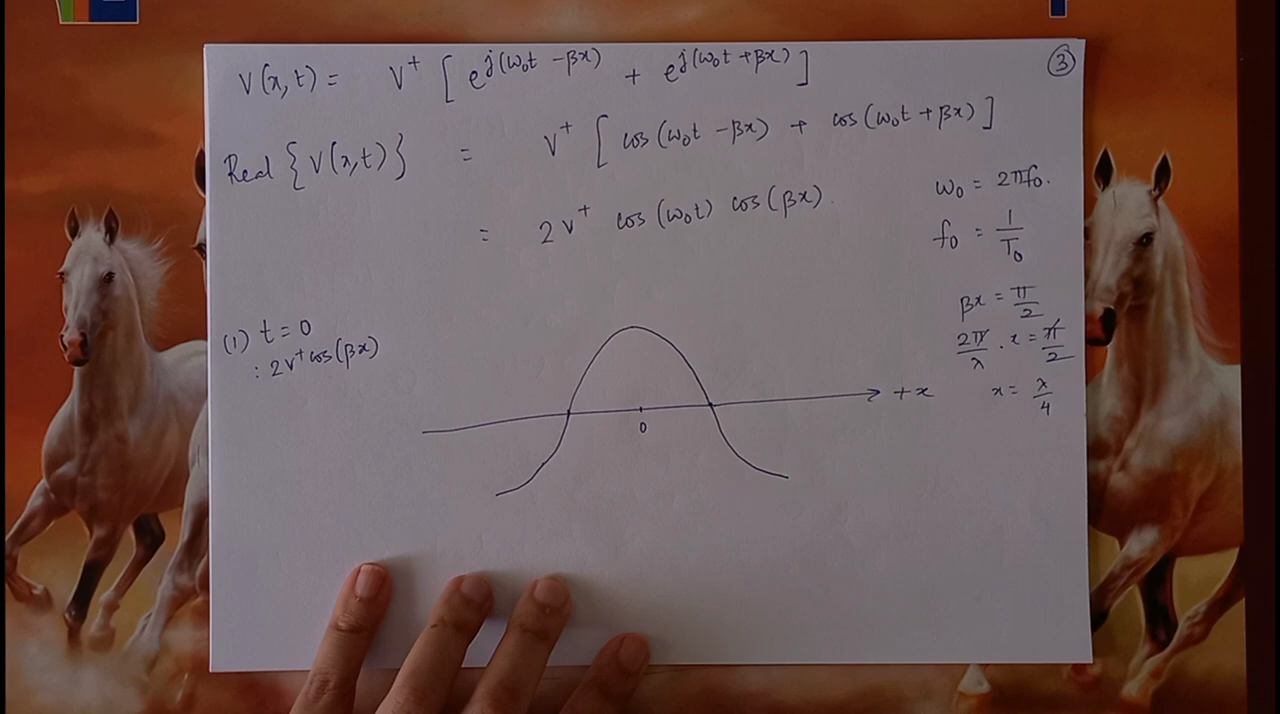 ③
V(x,t) = V⁺ [ e^{j(ω₀t − βx)} + e^{j(ω₀t + βx)} ]
Real {V(x,t)} = V⁺ [ cos(ω₀t − βx) + cos(ω₀t + βx) ]
= 2V⁺ cos(ω₀t) cos(βx).
ω₀ = 2πf₀.
f₀ = 1/T₀
βx = π/2
2π/λ . x = π/2
x = λ/4
(1) t = 0
: 2V⁺ cos(βx)
+x
0